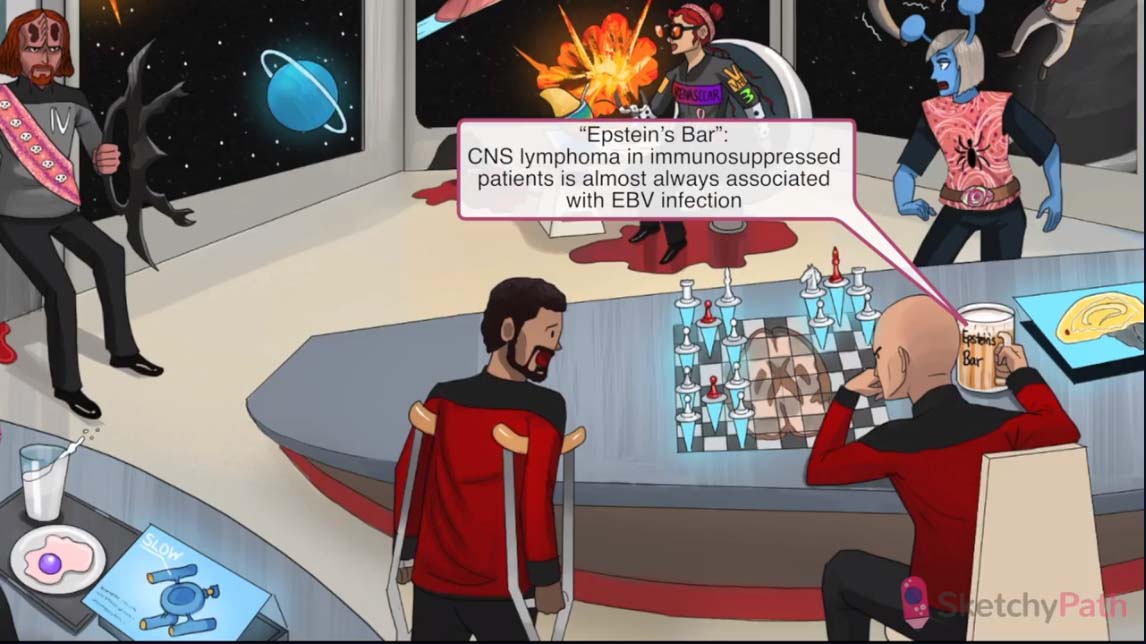 IV
VENASCCAR
"Epstein's Bar":
CNS lymphoma in immunosuppressed
patients is almost always associated
with EBV infection
Epstein's
Bar
SLOW
SketchyPath